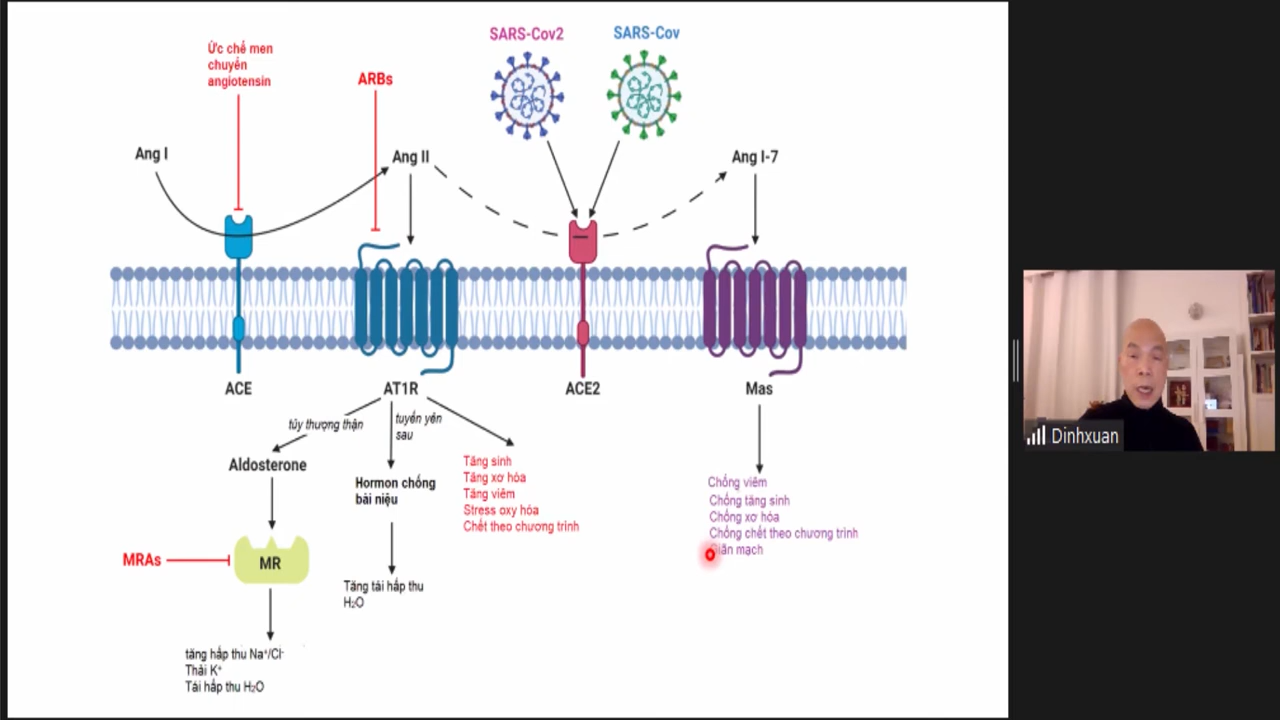 SARS-Cov2
SARS-Cov
Ức chế men
chuyển
angiotensin
ARBs
Ang I
Ang II
Ang I-7
ACE
AT1R
ACE2
Mas
tủy thượng thận
tuyến yên
sau
Aldosterone
Hormon chống
bài niệu
Tăng sinh
Tăng xơ hóa
Tăng viêm
Stress oxy hóa
Chết theo chương trình
Chống viêm
Chống tăng sinh
Chống xơ hóa
Chống chết theo chương trình
Giãn mạch
MRAs
MR
Tăng tái hấp thu
H₂O
tăng hấp thu Na⁺/Cl⁻
Thải K⁺
Tái hấp thu H₂O
Dinhxuan